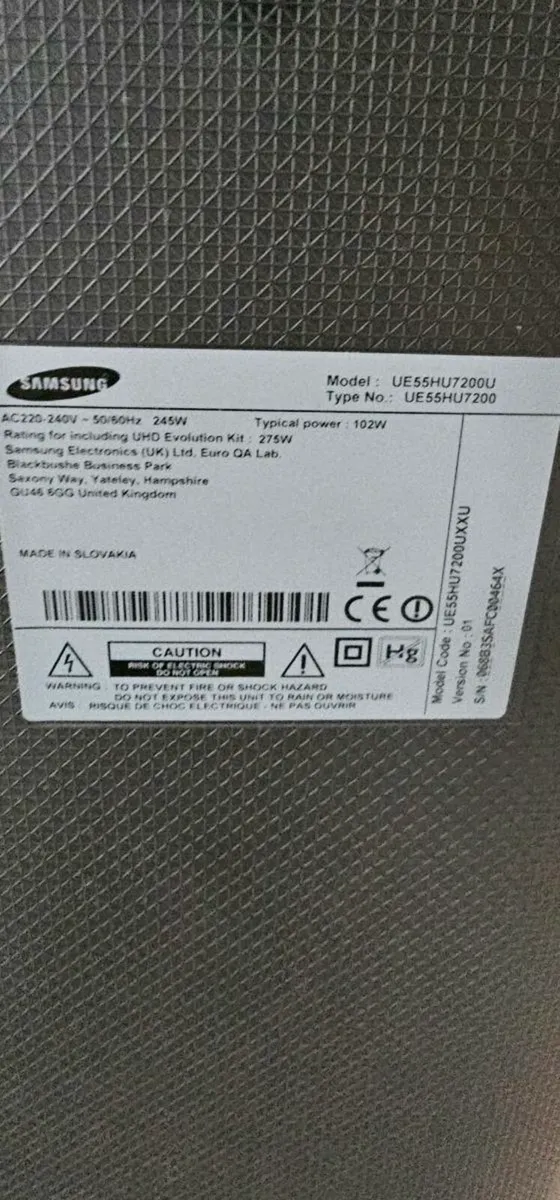 SAMSUNG
Model : UE55HU7200U
Type No.: UE55HU7200
AC220-240V ~ 50/60Hz 245W
Typical power : 102W
Rating for including UHD Evolution Kit : 275W
Samsung Electronics (UK) Ltd, Euro QA Lab.
Blackbushe Business Park
Saxony Way, Yateley, Hampshire
GU46 6GG United Kingdom
MADE IN SLOVAKIA
CE
CAUTION
RISK OF ELECTRIC SHOCK
DO NOT OPEN
WARNING : TO PREVENT FIRE OR SHOCK HAZARD
DO NOT EXPOSE THIS UNIT TO RAIN OR MOISTURE
AVIS : RISQUE DE CHOC ELECTRIQUE - NE PAS OUVRIR
Model Code : UE55HU7200UXXU
Version No : 01
S/N : 068B3SAFC00464X